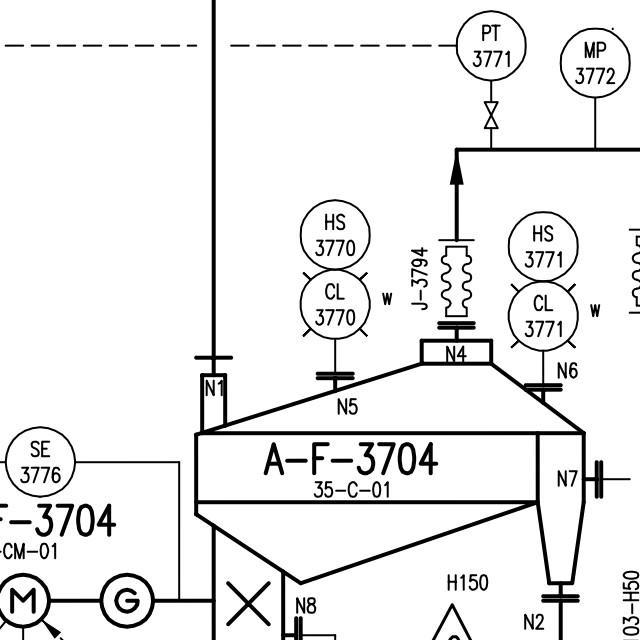 PT
3771
MP
3772
HS
3770
CL
3770
W
J-3794
HS
3771
CL
3771
W
N4
N6
N1
N5
SE
3776
A-F-3704
35-C-01
N7
F-3704
-CM-01
M
G
H150
N8
N2
03-H50